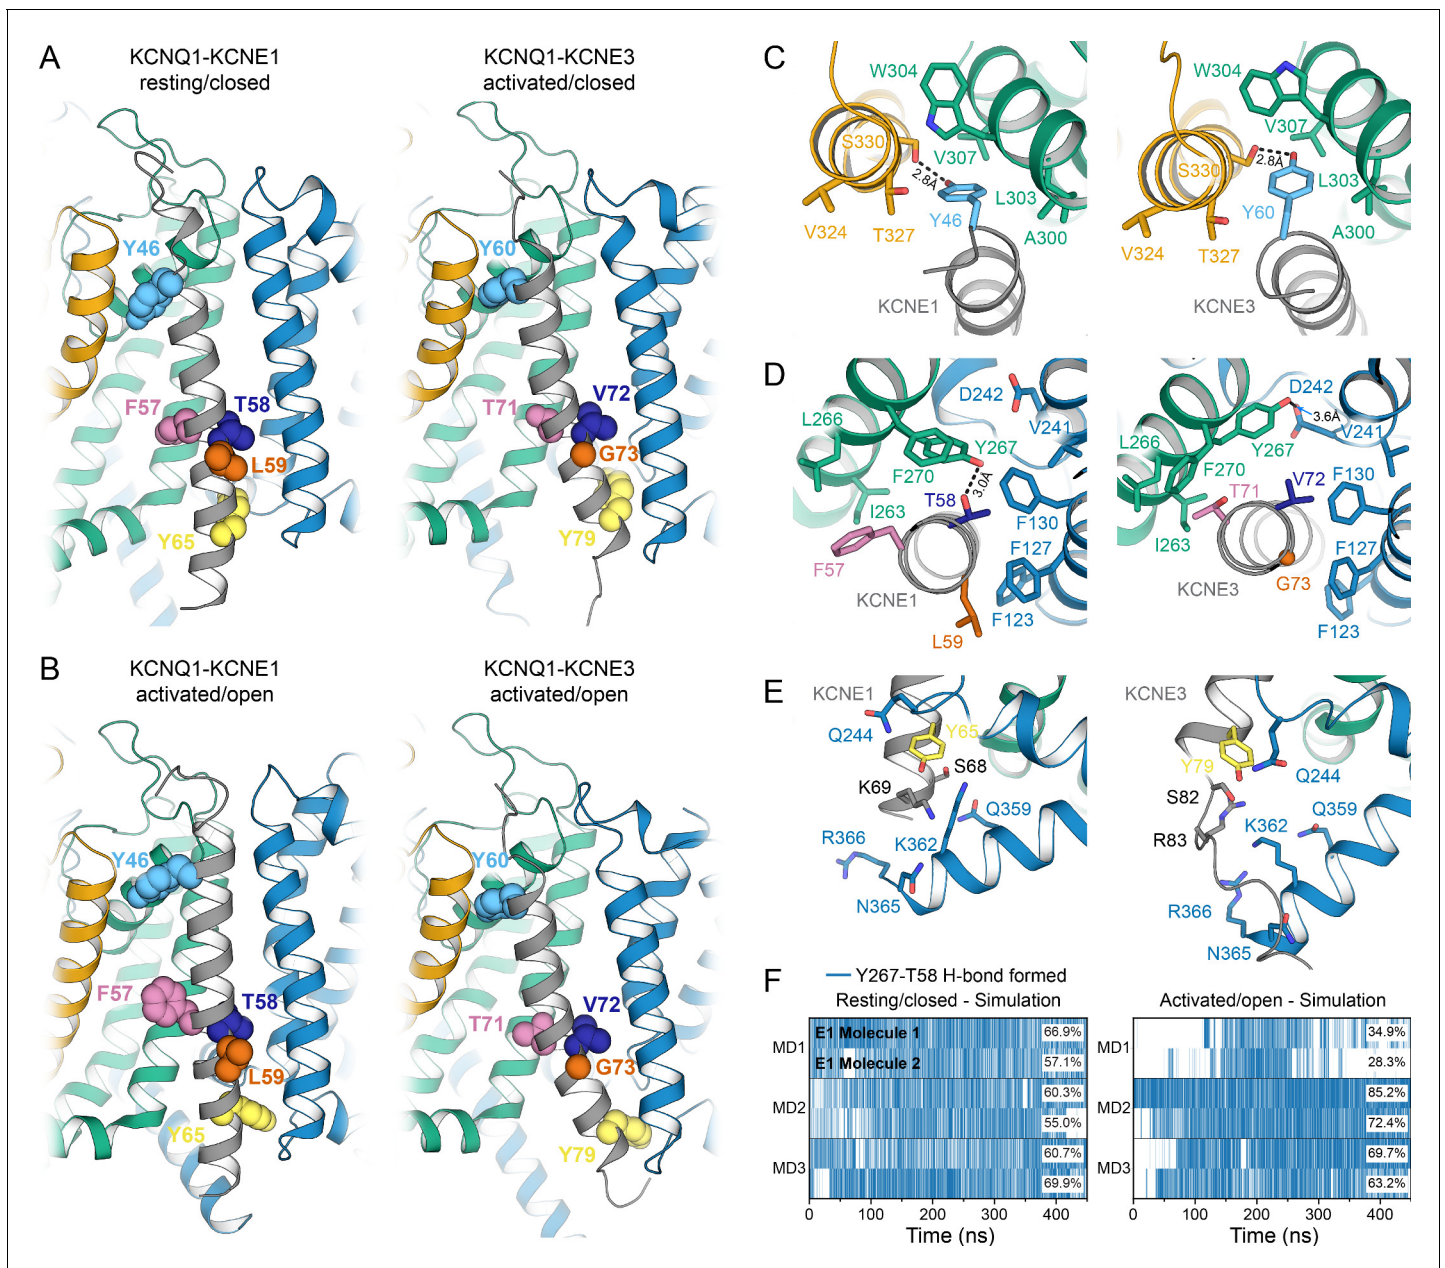 A
KCNQ1-KCNE1
resting/closed
KCNQ1-KCNE3
activated/closed
Y46
F57
T58
L59
Y65
Y60
T71
V72
G73
Y79
B
KCNQ1-KCNE1
activated/open
KCNQ1-KCNE3
activated/open
Y46
F57
T58
L59
Y65
Y60
T71
V72
G73
Y79
C
W304
S330
V307
2.8Å
L303
Y46
V324
T327
A300
KCNE1
W304
V307
S330
2.8Å
L303
Y60
A300
V324
T327
KCNE3
D
D242
L266
V241
Y267
F270
3.0Å
T58
I263
F130
F57
F127
KCNE1
F123
L59
D242
3.6Å
L266
Y267
V241
F270
V72
F130
T71
I263
F127
KCNE3
G73
F123
E
KCNE1
Q244
Y65
S68
K69
Q359
R366
K362
N365
KCNE3
Y79
Q244
S82
Q359
K362
R83
R366
N365
F
Y267-T58 H-bond formed
Resting/closed - Simulation
Activated/open - Simulation
MD1
E1 Molecule 1
66.9%
E1 Molecule 2
57.1%
MD2
60.3%
55.0%
MD3
60.7%
69.9%
0 100 200 300 400
Time (ns)
MD1
34.9%
28.3%
MD2
85.2%
72.4%
MD3
69.7%
63.2%
0 100 200 300 400
Time (ns)